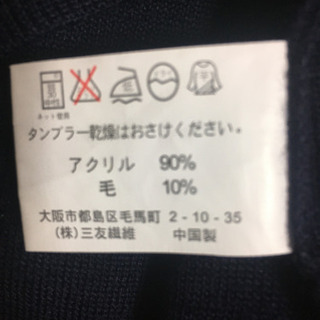 ネット使用
タンブラー乾燥はおさけください。
アクリル 90%
毛 10%
大阪市都島区毛馬町 2-10-35
(株)三友繊維 中国製